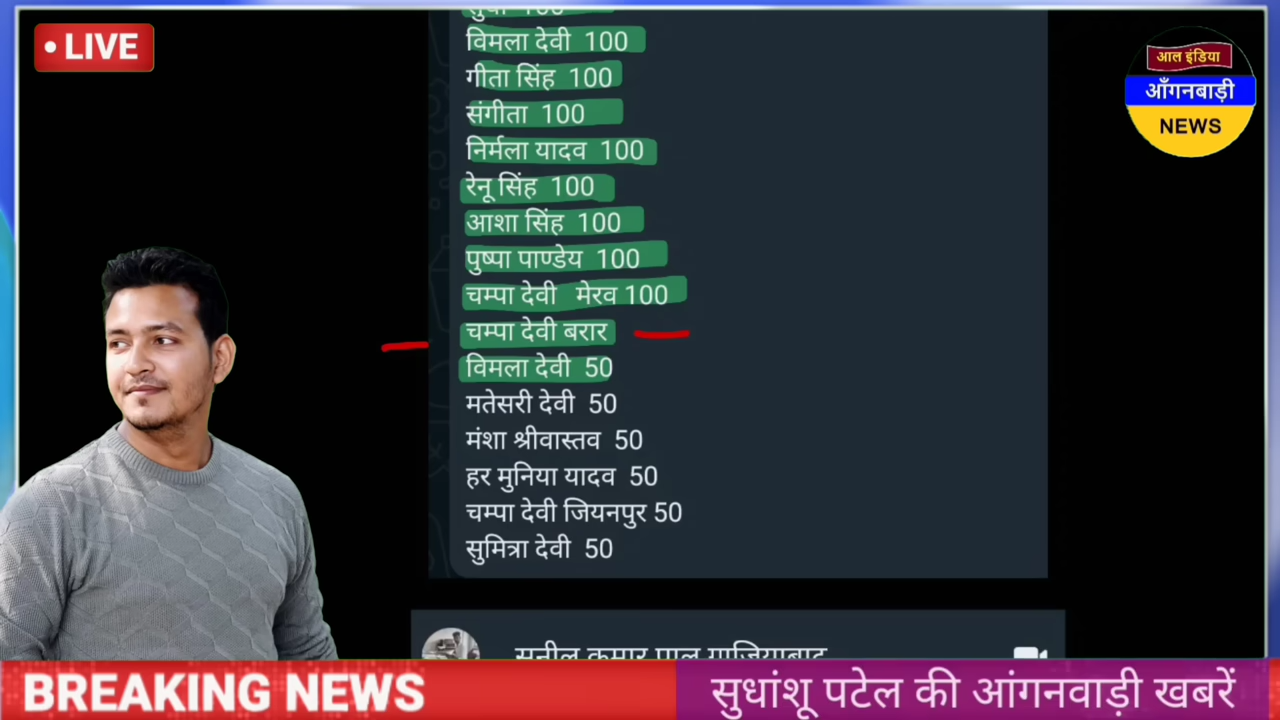 • LIVE
विमला देवी 100
गीता सिंह 100
संगीता 100
निर्मला यादव 100
रेनू सिंह 100
आशा सिंह 100
पुष्पा पाण्डेय 100
चम्पा देवी मेरव 100
चम्पा देवी बरार
विमला देवी 50
मतेसरी देवी 50
मंशा श्रीवास्तव 50
हर मुनिया यादव 50
चम्पा देवी जियनपुर 50
सुमित्रा देवी 50
आल इंडिया
आँगनबाड़ी
NEWS
सुनील कुमार पाल गाजियाबाद
BREAKING NEWS
सुधांशू पटेल की आंगनवाड़ी खबरें